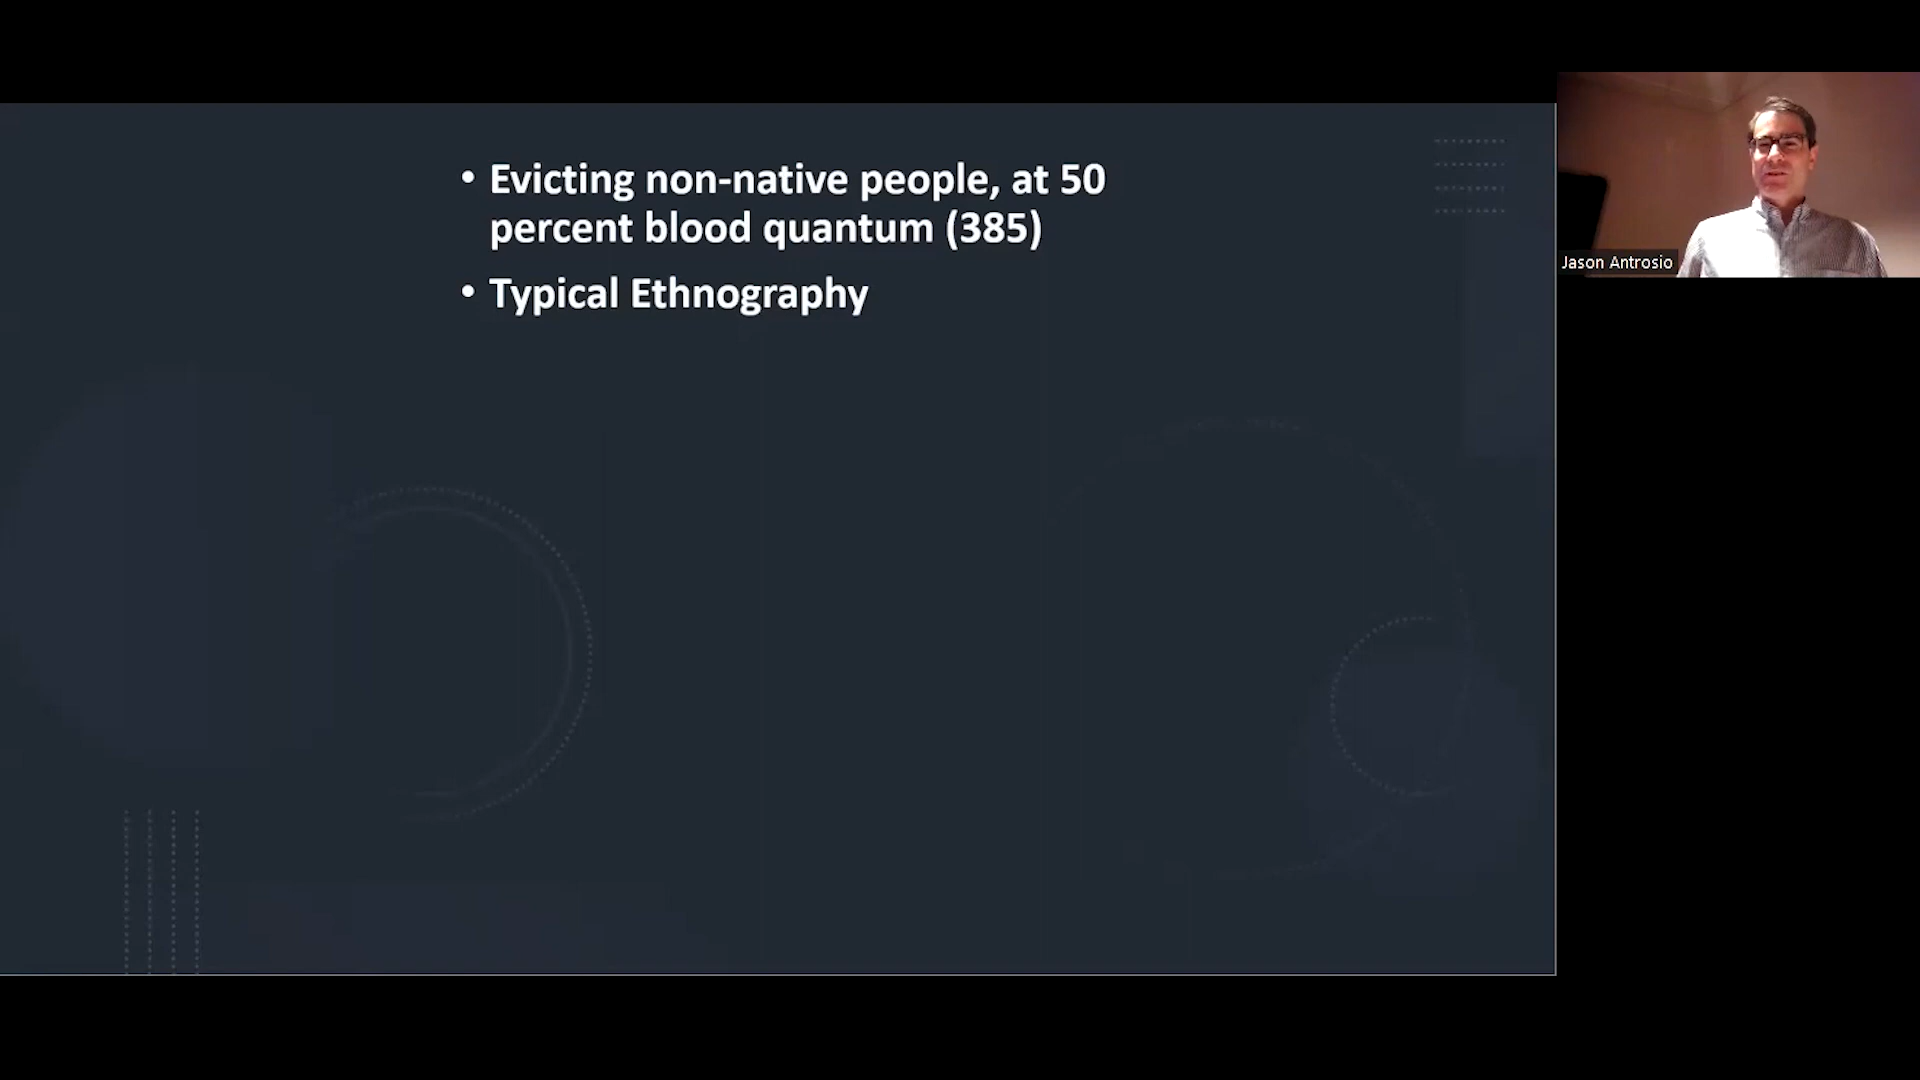 • Evicting non-native people, at 50
percent blood quantum (385)
• Typical Ethnography
Jason Antrosio